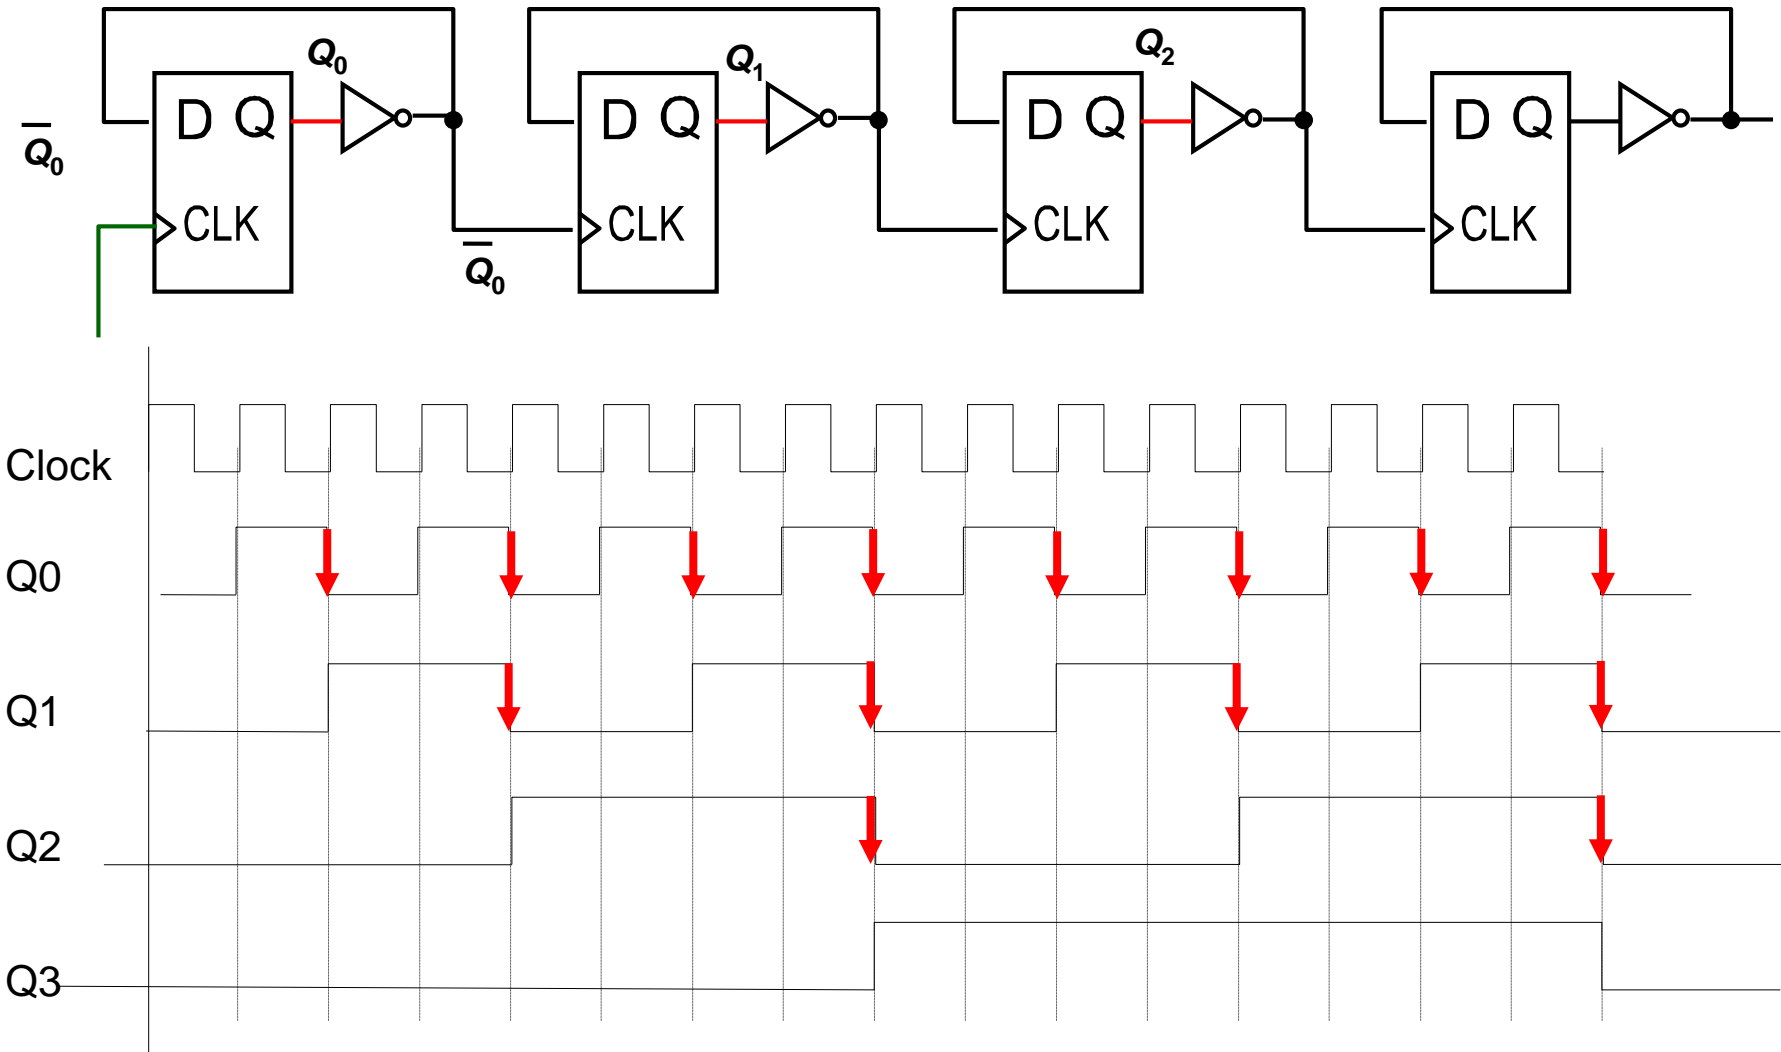 Q0 Q1 Q2
D Q D Q D Q D Q
Q̅0
CLK CLK CLK CLK
Q̅0
Clock
Q0
Q1
Q2
Q3